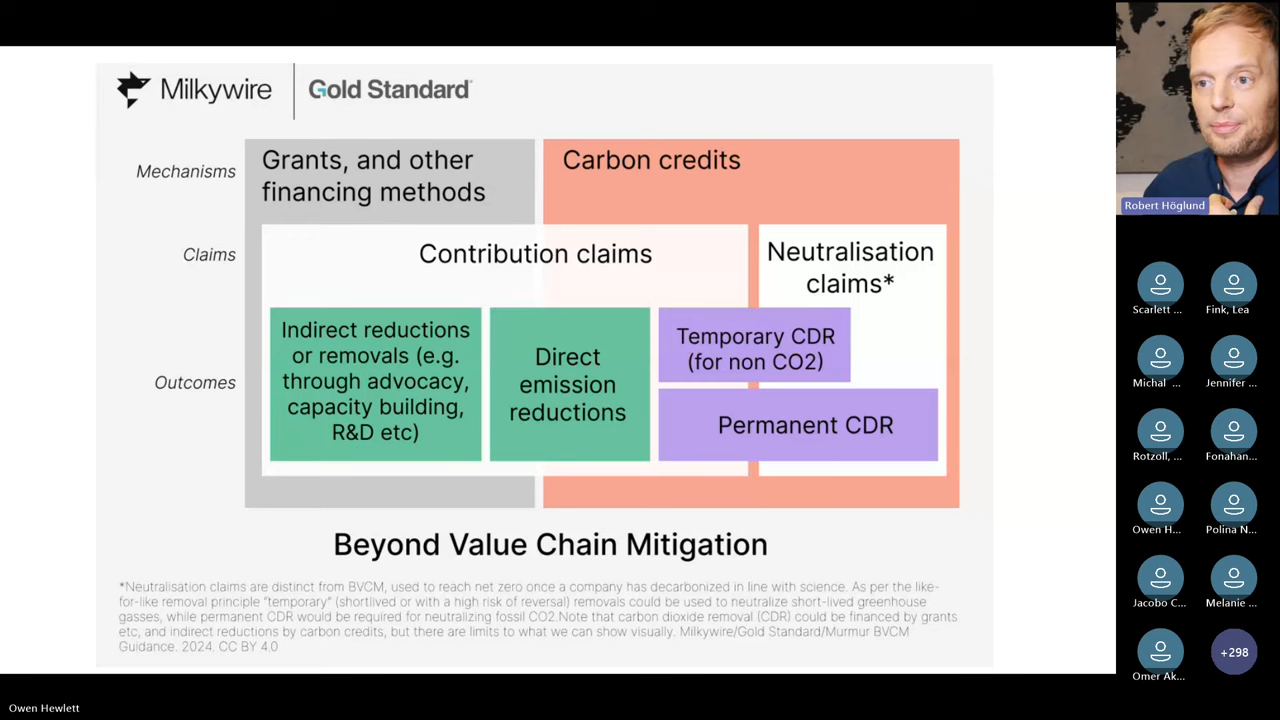 Milkywire
Gold Standard
Mechanisms
Grants, and other
financing methods
Carbon credits
Claims
Contribution claims
Neutralisation
claims*
Outcomes
Indirect reductions
or removals (e.g.
through advocacy,
capacity building,
R&D etc)
Direct
emission
reductions
Temporary CDR
(for non CO2)
Permanent CDR
Beyond Value Chain Mitigation
*Neutralisation claims are distinct from BVCM, used to reach net zero once a company has decarbonized in line with science. As per the like-
for-like removal principle "temporary" (shortlived or with a high risk of reversal) removals could be used to neutralize short-lived greenhouse
gasses, while permanent CDR would be required for neutralizing fossil CO2.Note that carbon dioxide removal (CDR) could be financed by grants
etc, and indirect reductions by carbon credits, but there are limits to what we can show visually. Milkywire/Gold Standard/Murmur BVCM
Guidance. 2024. CC BY 4.0
Robert Höglund
Scarlett ...
Fink, Lea
Michal ...
Jennifer ...
Rotzoll, ...
Fonahan...
Owen H...
Polina N...
Jacobo C...
Melanie ...
Omer Ak...
+298
Owen Hewlett